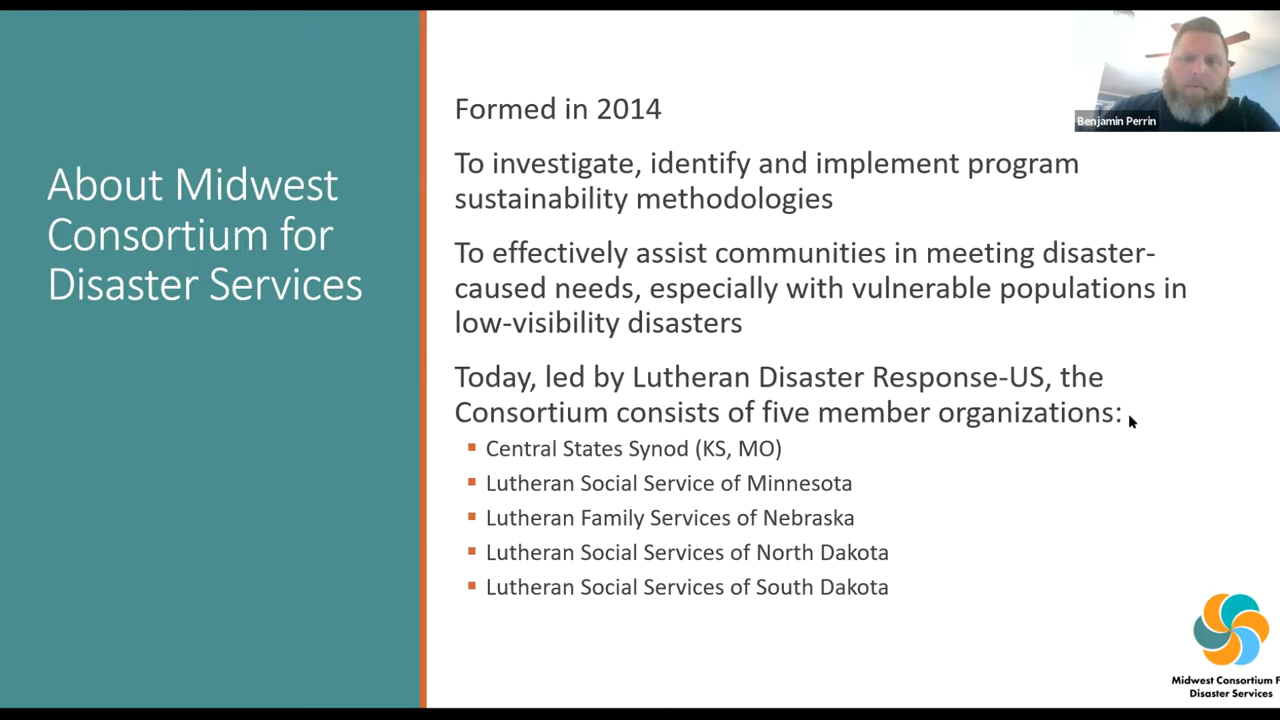 About Midwest
Consortium for
Disaster Services
Formed in 2014
To investigate, identify and implement program
sustainability methodologies
To effectively assist communities in meeting disaster-
caused needs, especially with vulnerable populations in
low-visibility disasters
Today, led by Lutheran Disaster Response-US, the
Consortium consists of five member organizations:
Central States Synod (KS, MO)
Lutheran Social Service of Minnesota
Lutheran Family Services of Nebraska
Lutheran Social Services of North Dakota
Lutheran Social Services of South Dakota
Benjamin Perrin
Midwest Consortium F
Disaster Services